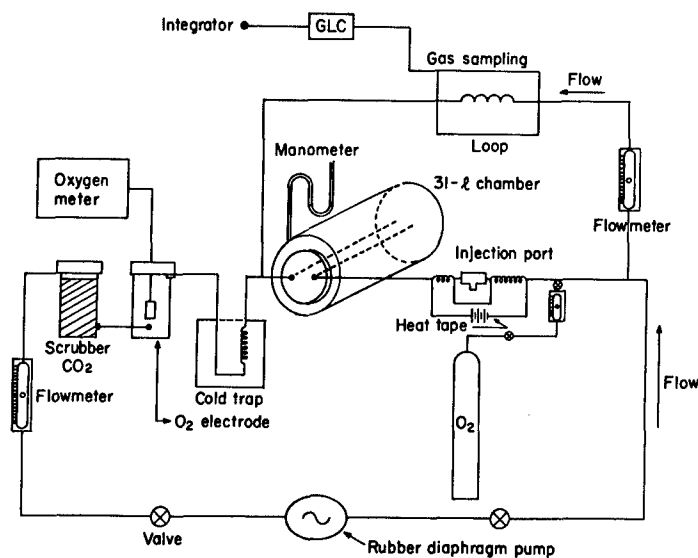 Integrator
GLC
Gas sampling
Flow
Loop
Manometer
31-ℓ chamber
Oxygen
meter
Flowmeter
Injection port
Heat tape
Scrubber
CO2
Flowmeter
Cold trap
O2 electrode
O2
Flow
Valve
Rubber diaphragm pump